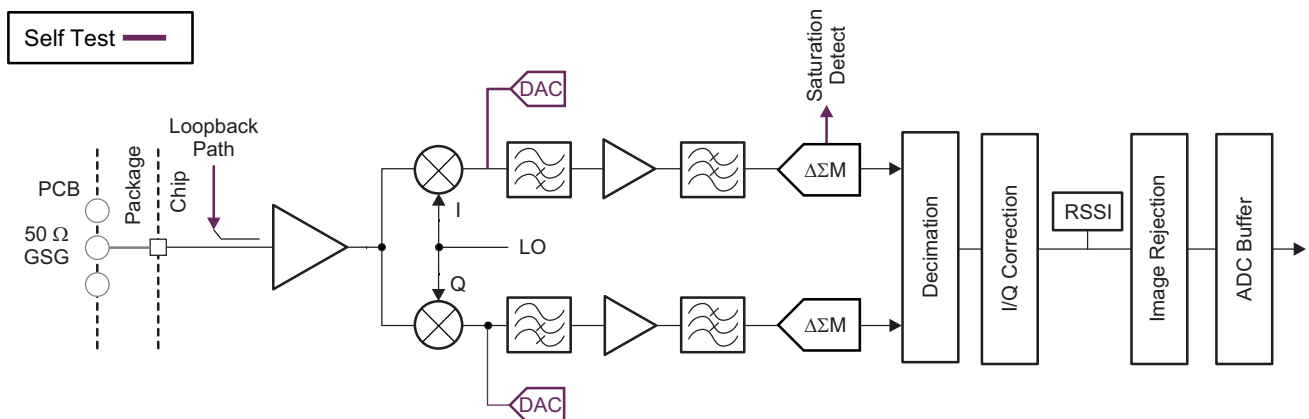 Self Test
DAC
Saturation
Detect
Loopback
Path
PCB
Package
Chip
50 Ω
GSG
I
LO
Q
ΔΣM
ΔΣM
DAC
Decimation
I/Q Correction
RSSI
Image Rejection
ADC Buffer